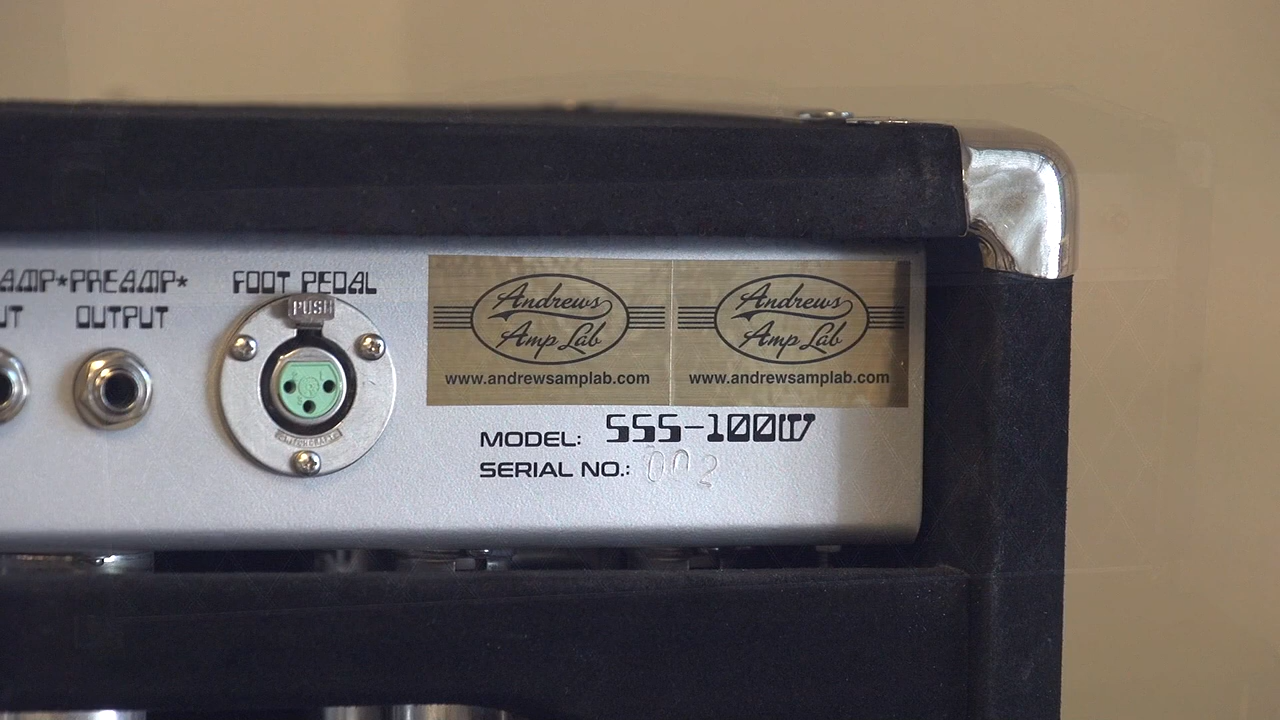 AMP* PREAMP*
UT OUTPUT
FOOT PEDAL
PUSH
Andrews
Amp Lab
www.andrewsamplab.com
Andrews
Amp Lab
www.andrewsamplab.com
MODEL: SSS-100W
SERIAL NO.: 002